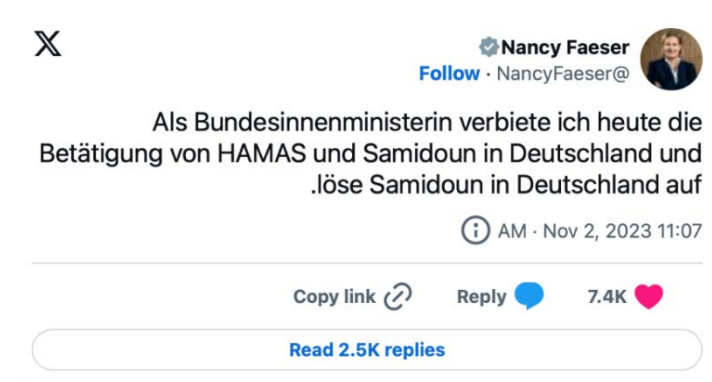 Nancy Faeser
Follow · NancyFaeser@
Als Bundesinnenministerin verbiete ich heute die
Betätigung von HAMAS und Samidoun in Deutschland und
.löse Samidoun in Deutschland auf
AM · Nov 2, 2023 11:07
Copy link Reply 7.4K
Read 2.5K replies